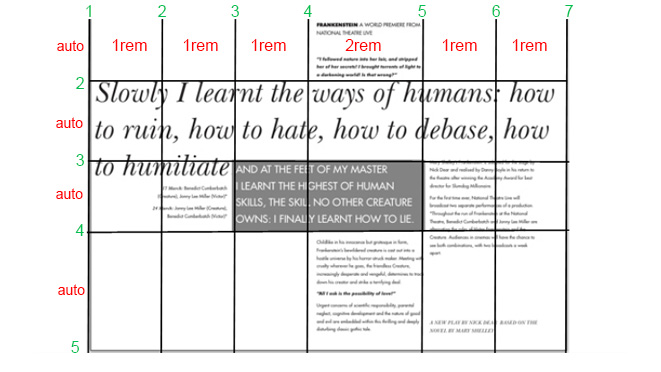 1 2 3 4 5 6 7
FRANKENSTEIN A WORLD PREMIERE FROM
NATIONAL THEATRE LIVE
auto 1rem 1rem 1rem 2rem 1rem 1rem
"I followed nature into her lair, and stripped
her of her secrets! I brought torrents of light to
a darkening world! Is that wrong?"
2
Slowly I learnt the ways of humans: how
auto
to ruin, how to hate, how to debase, how
3
to humiliate
AND AT THE FEET OF MY MASTER
I LEARNT THE HIGHEST OF HUMAN
SKILLS, THE SKILL NO OTHER CREATURE
OWNS: I FINALLY LEARNT HOW TO LIE.
auto
March: Benedict Cumberbatch
(Creature), Jonny Lee Miller (Victor)*
24 March: Jonny Lee Miller (Creature),
Benedict Cumberbatch (Victor)*
Nick Dear and realised by Danny Boyle in his return to
the theatre after winning the Academy Award for best
director for Slumdog Millionaire.
For the first time ever, National Theatre Live will
broadcast two separate performances of a production.
*Throughout the run of Frankenstein at the National
Theatre, Benedict Cumberbatch and Jonny Lee Miller are
Creature. Audiences in cinemas will have the chance to
see both combinations, with two broadcasts a week
apart.
4
Childlike in his innocence but grotesque in form,
Frankenstein's bewildered creature is cast out into a
hostile universe by his horror-struck maker. Meeting with
cruelty wherever he goes, the friendless Creature,
increasingly desperate and vengeful, determines to track
down his creator and strike a terrifying deal.
auto
"All I ask is the possibility of love!"
Urgent concerns of scientific responsibility, parental
neglect, cognitive development and the nature of good
and evil are embedded within this thrilling and deeply
disturbing classic gothic tale.
A NEW PLAY BY NICK DEAR BASED ON THE
NOVEL BY MARY SHELLEY
5